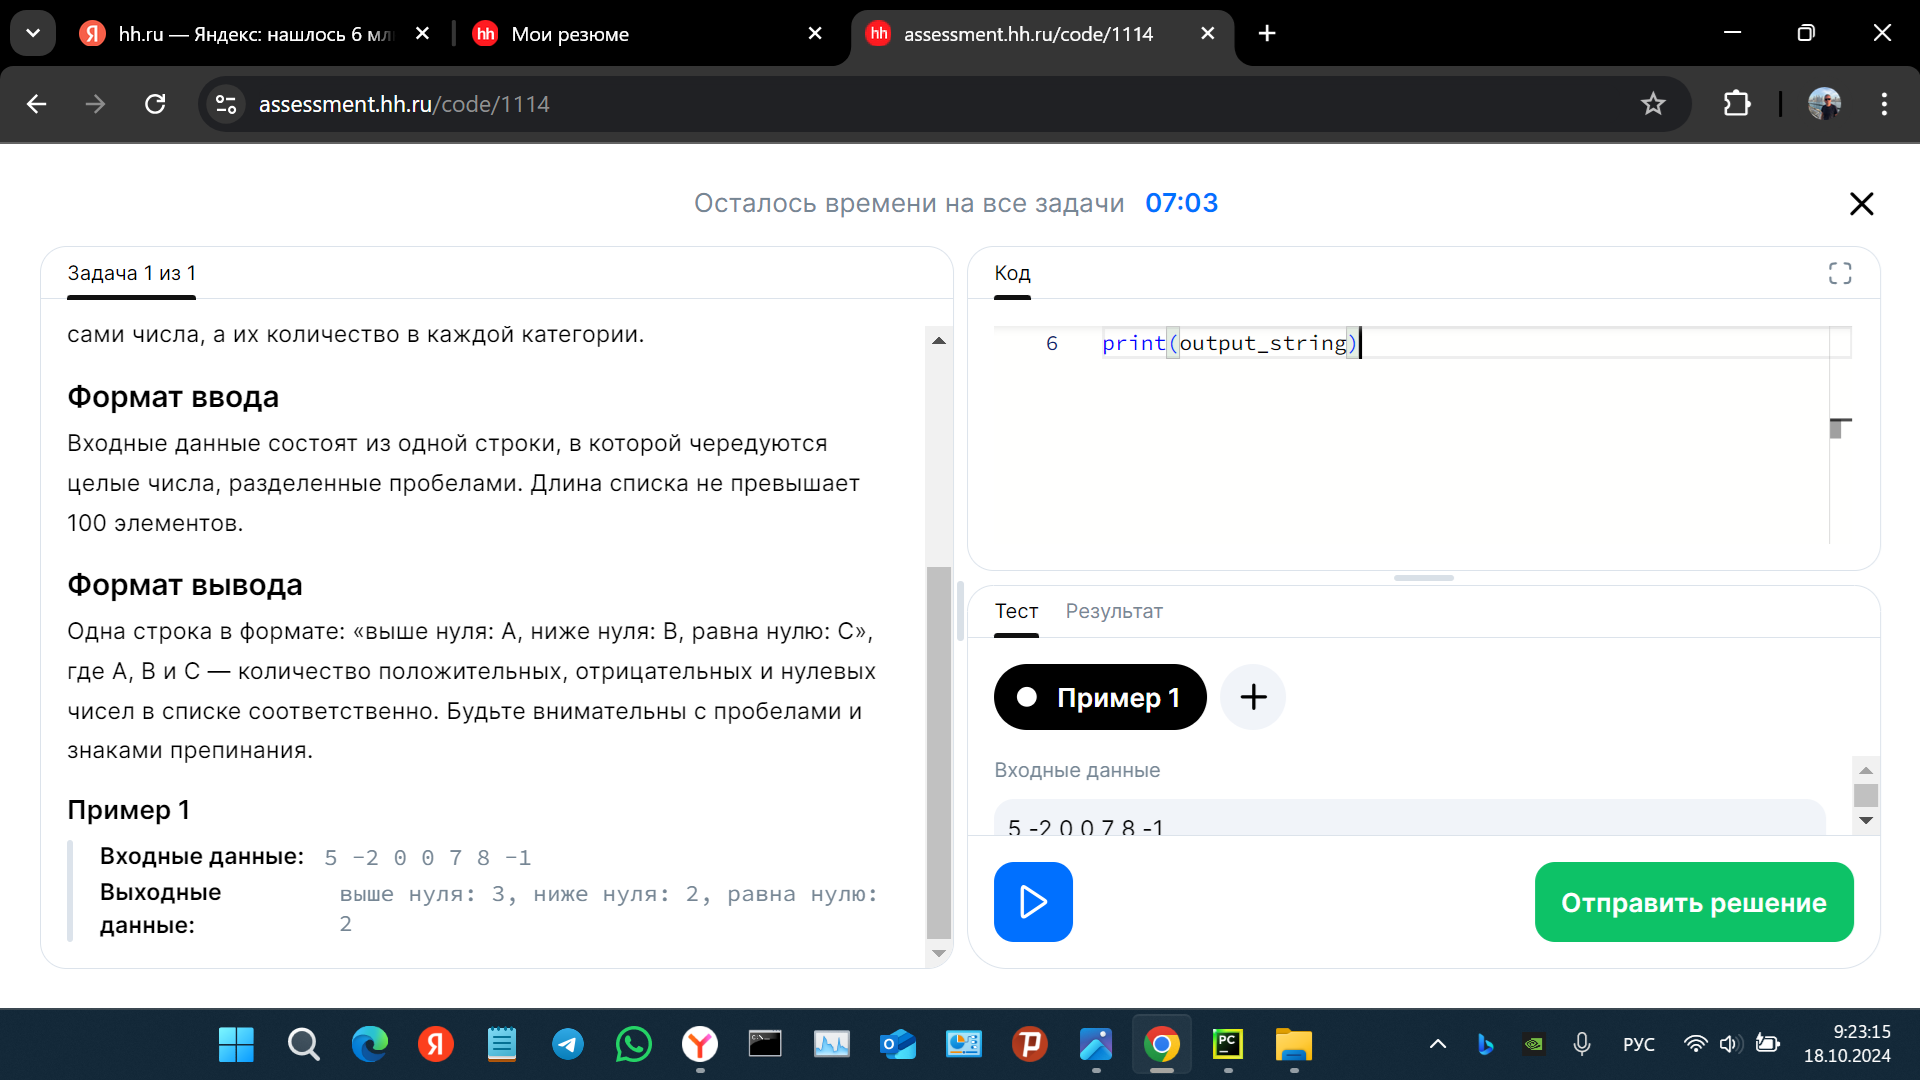 hh.ru — Яндекс: нашлось 6 мл
Мои резюме
assessment.hh.ru/code/1114
assessment.hh.ru/code/1114
Осталось времени на все задачи 07:03
Задача 1 из 1
сами числа, а их количество в каждой категории.
Формат ввода
Входные данные состоят из одной строки, в которой чередуются
целые числа, разделенные пробелами. Длина списка не превышает
100 элементов.
Формат вывода
Одна строка в формате: «выше нуля: A, ниже нуля: B, равна нулю: C»,
где A, B и C — количество положительных, отрицательных и нулевых
чисел в списке соответственно. Будьте внимательны с пробелами и
знаками препинания.
Пример 1
Входные данные: 5 -2 0 0 7 8 -1
Выходные данные: выше нуля: 3, ниже нуля: 2, равна нулю:
2
Код
6 print(output_string)
Тест Результат
Пример 1
Входные данные
5 -2 0 0 7 8 -1
Отправить решение
РУС
9:23:15
18.10.2024